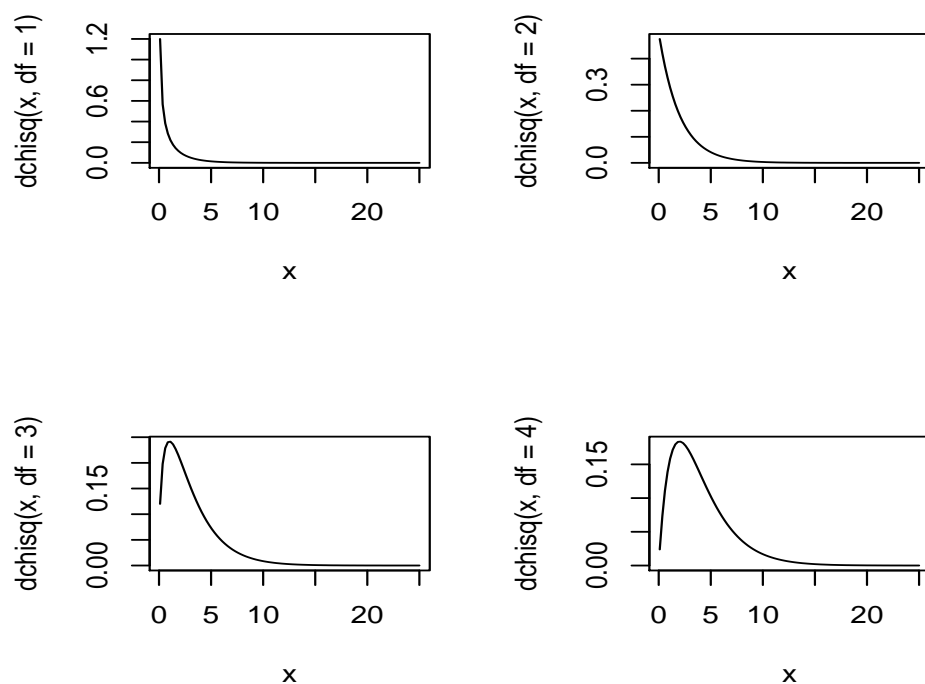 dchisq(x, df = 1)
1.2
0.6
0.0
0 5 10 20
x
dchisq(x, df = 2)
0.3
0.0
0 5 10 20
x
dchisq(x, df = 3)
0.15
0.00
0 5 10 20
x
dchisq(x, df = 4)
0.15
0.00
0 5 10 20
x